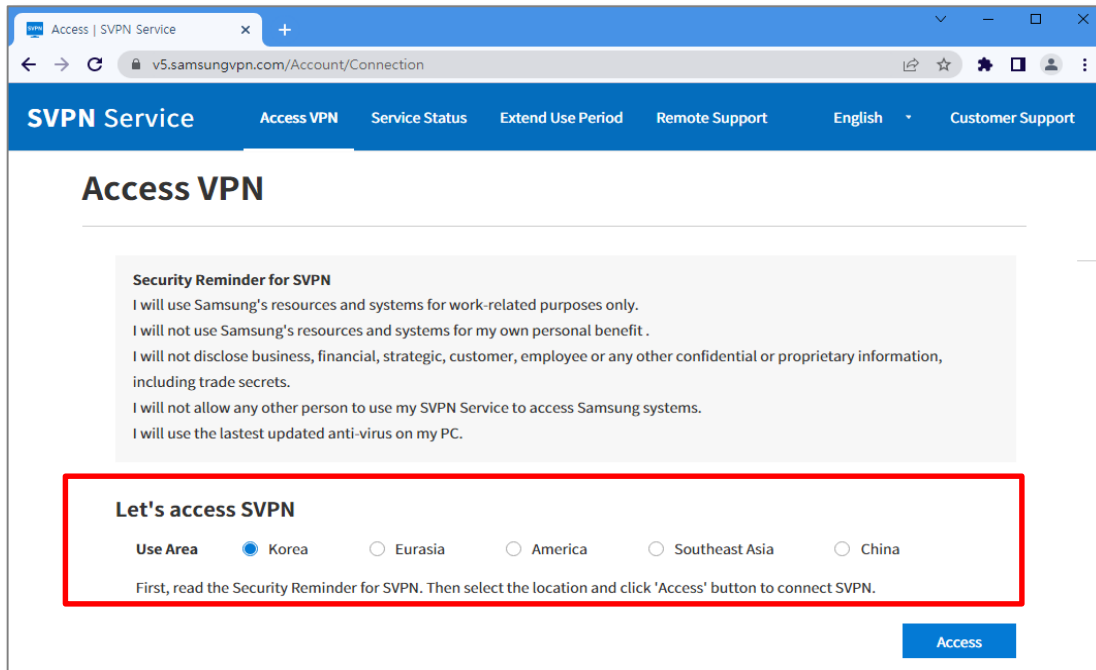 SVPN Access | SVPN Service
v5.samsungvpn.com/Account/Connection
SVPN Service Access VPN Service Status Extend Use Period Remote Support English Customer Support
Access VPN
Security Reminder for SVPN
I will use Samsung's resources and systems for work-related purposes only.
I will not use Samsung's resources and systems for my own personal benefit .
I will not disclose business, financial, strategic, customer, employee or any other confidential or proprietary information,
including trade secrets.
I will not allow any other person to use my SVPN Service to access Samsung systems.
I will use the lastest updated anti-virus on my PC.
Let's access SVPN
Use Area Korea Eurasia America Southeast Asia China
First, read the Security Reminder for SVPN. Then select the location and click 'Access' button to connect SVPN.
Access